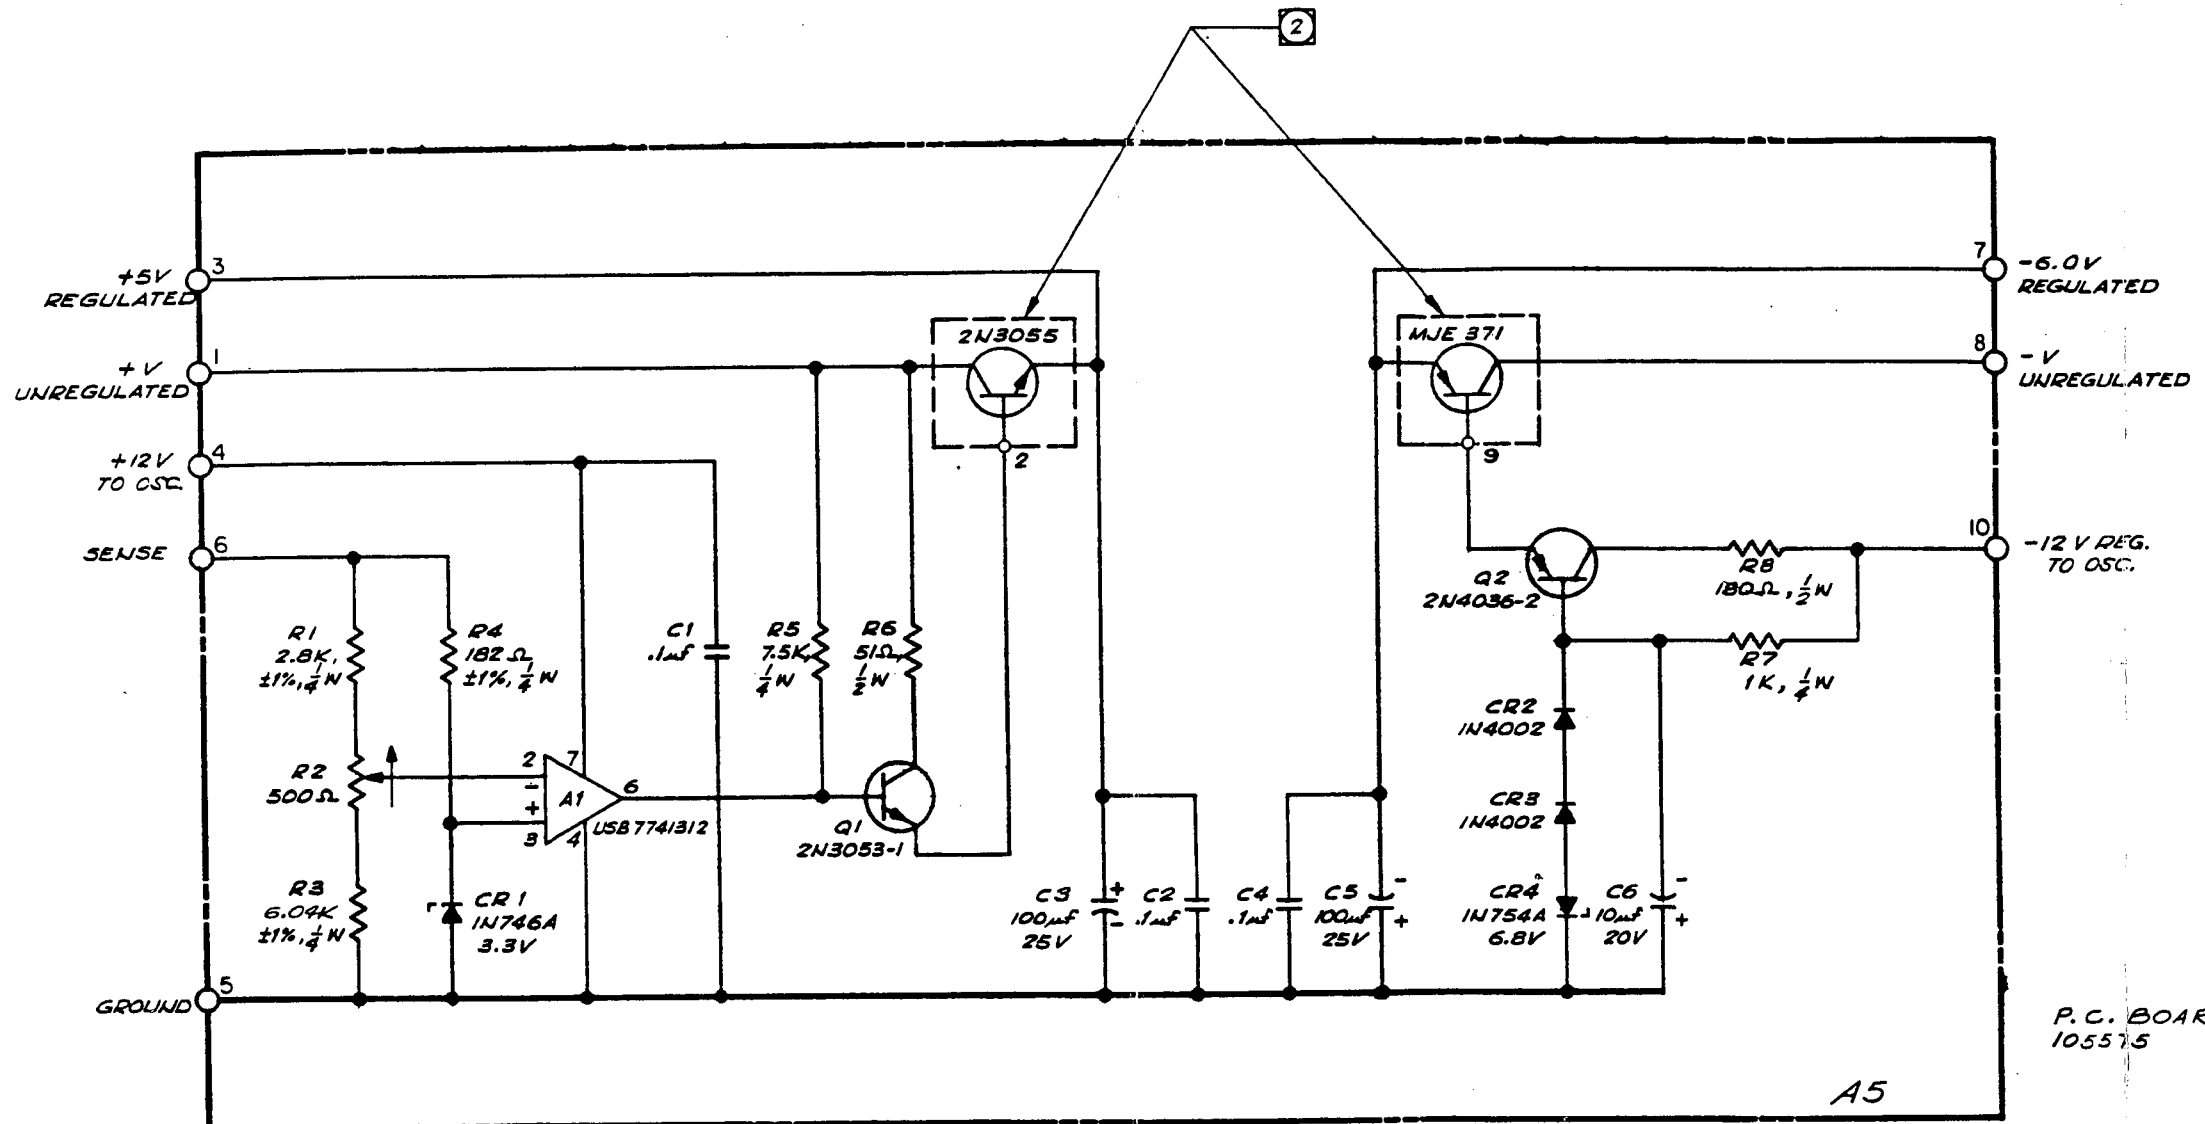 2
+5V
REGULATED
3
+V
UNREGULATED
1
+12V
TO OSC.
4
SENSE
6
GROUND
5
R1
2.8K,
±1%, 1/4 W
R2
500Ω
R3
6.04K
±1%, 1/4 W
R4
182 Ω
±1%, 1/4 W
CR1
1N746A
3.3V
2
-
+
3
7
A1
4
6
USB7741312
C1
.1μf
R5
7.5K,
1/4 W
R6
51Ω,
1/2 W
Q1
2N3053-1
2N3055
2
C3
100μf
25V
+
-
C2
.1μf
C4
.1μf
C5
100μf
25V
-
+
MJE 371
9
Q2
2N4036-2
R8
180Ω, 1/2 W
R7
1K, 1/4 W
CR2
1N4002
CR3
1N4002
CR4
1N754A
6.8V
C6
10μf
20V
-
+
7
-6.0V
REGULATED
8
-V
UNREGULATED
10
-12V REG.
TO OSC.
P.C. BOAR
105575
A5